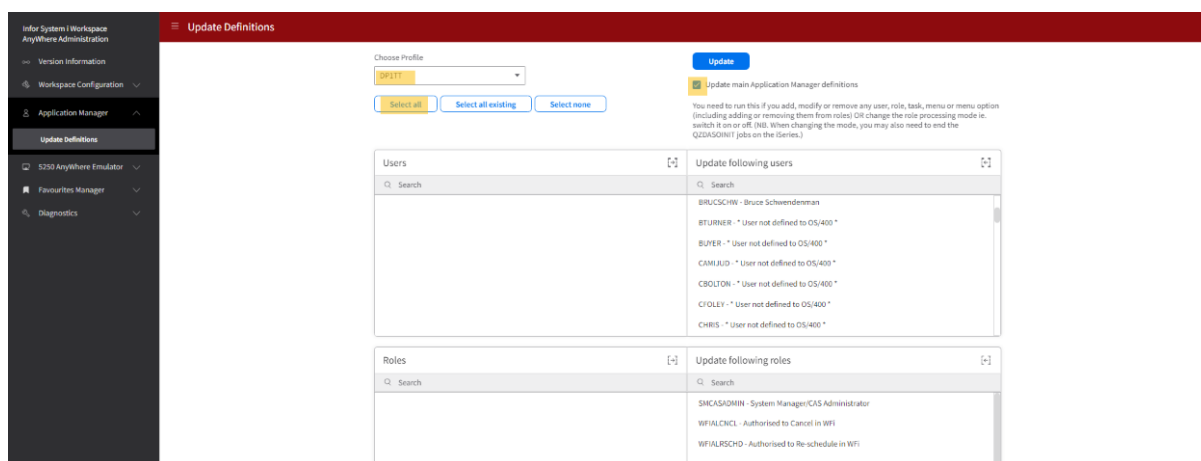 Infor System i Workspace
AnyWhere Administration
Version Information
Workspace Configuration
Application Manager
Update Definitions
5250 AnyWhere Emulator
Favourites Manager
Diagnostics
Update Definitions
Choose Profile
DPITT
Select all
Select all existing
Select none
Update
Update main Application Manager definitions
You need to run this if you add, modify or remove any user, role, task, menu or menu option
(including adding or removing them from roles) OR change the role processing mode ie.
switch it on or off. (NB. When changing the mode, you may also need to end the
QZDASOINIT jobs on the iSeries.)
Users
Search
Update following users
Search
BRUCSCHW - Bruce Schwendenman
BTURNER - * User not defined to OS/400 *
BUYER - * User not defined to OS/400 *
CAMIJUD - * User not defined to OS/400 *
CBOLTON - * User not defined to OS/400 *
CFOLEY - * User not defined to OS/400 *
CHRIS - * User not defined to OS/400 *
Roles
Search
Update following roles
Search
SMCASADMIN - System Manager/CAS Administrator
WFIALCNCL - Authorised to Cancel in WFi
WFIALRSCHD - Authorised to Re-schedule in WFi